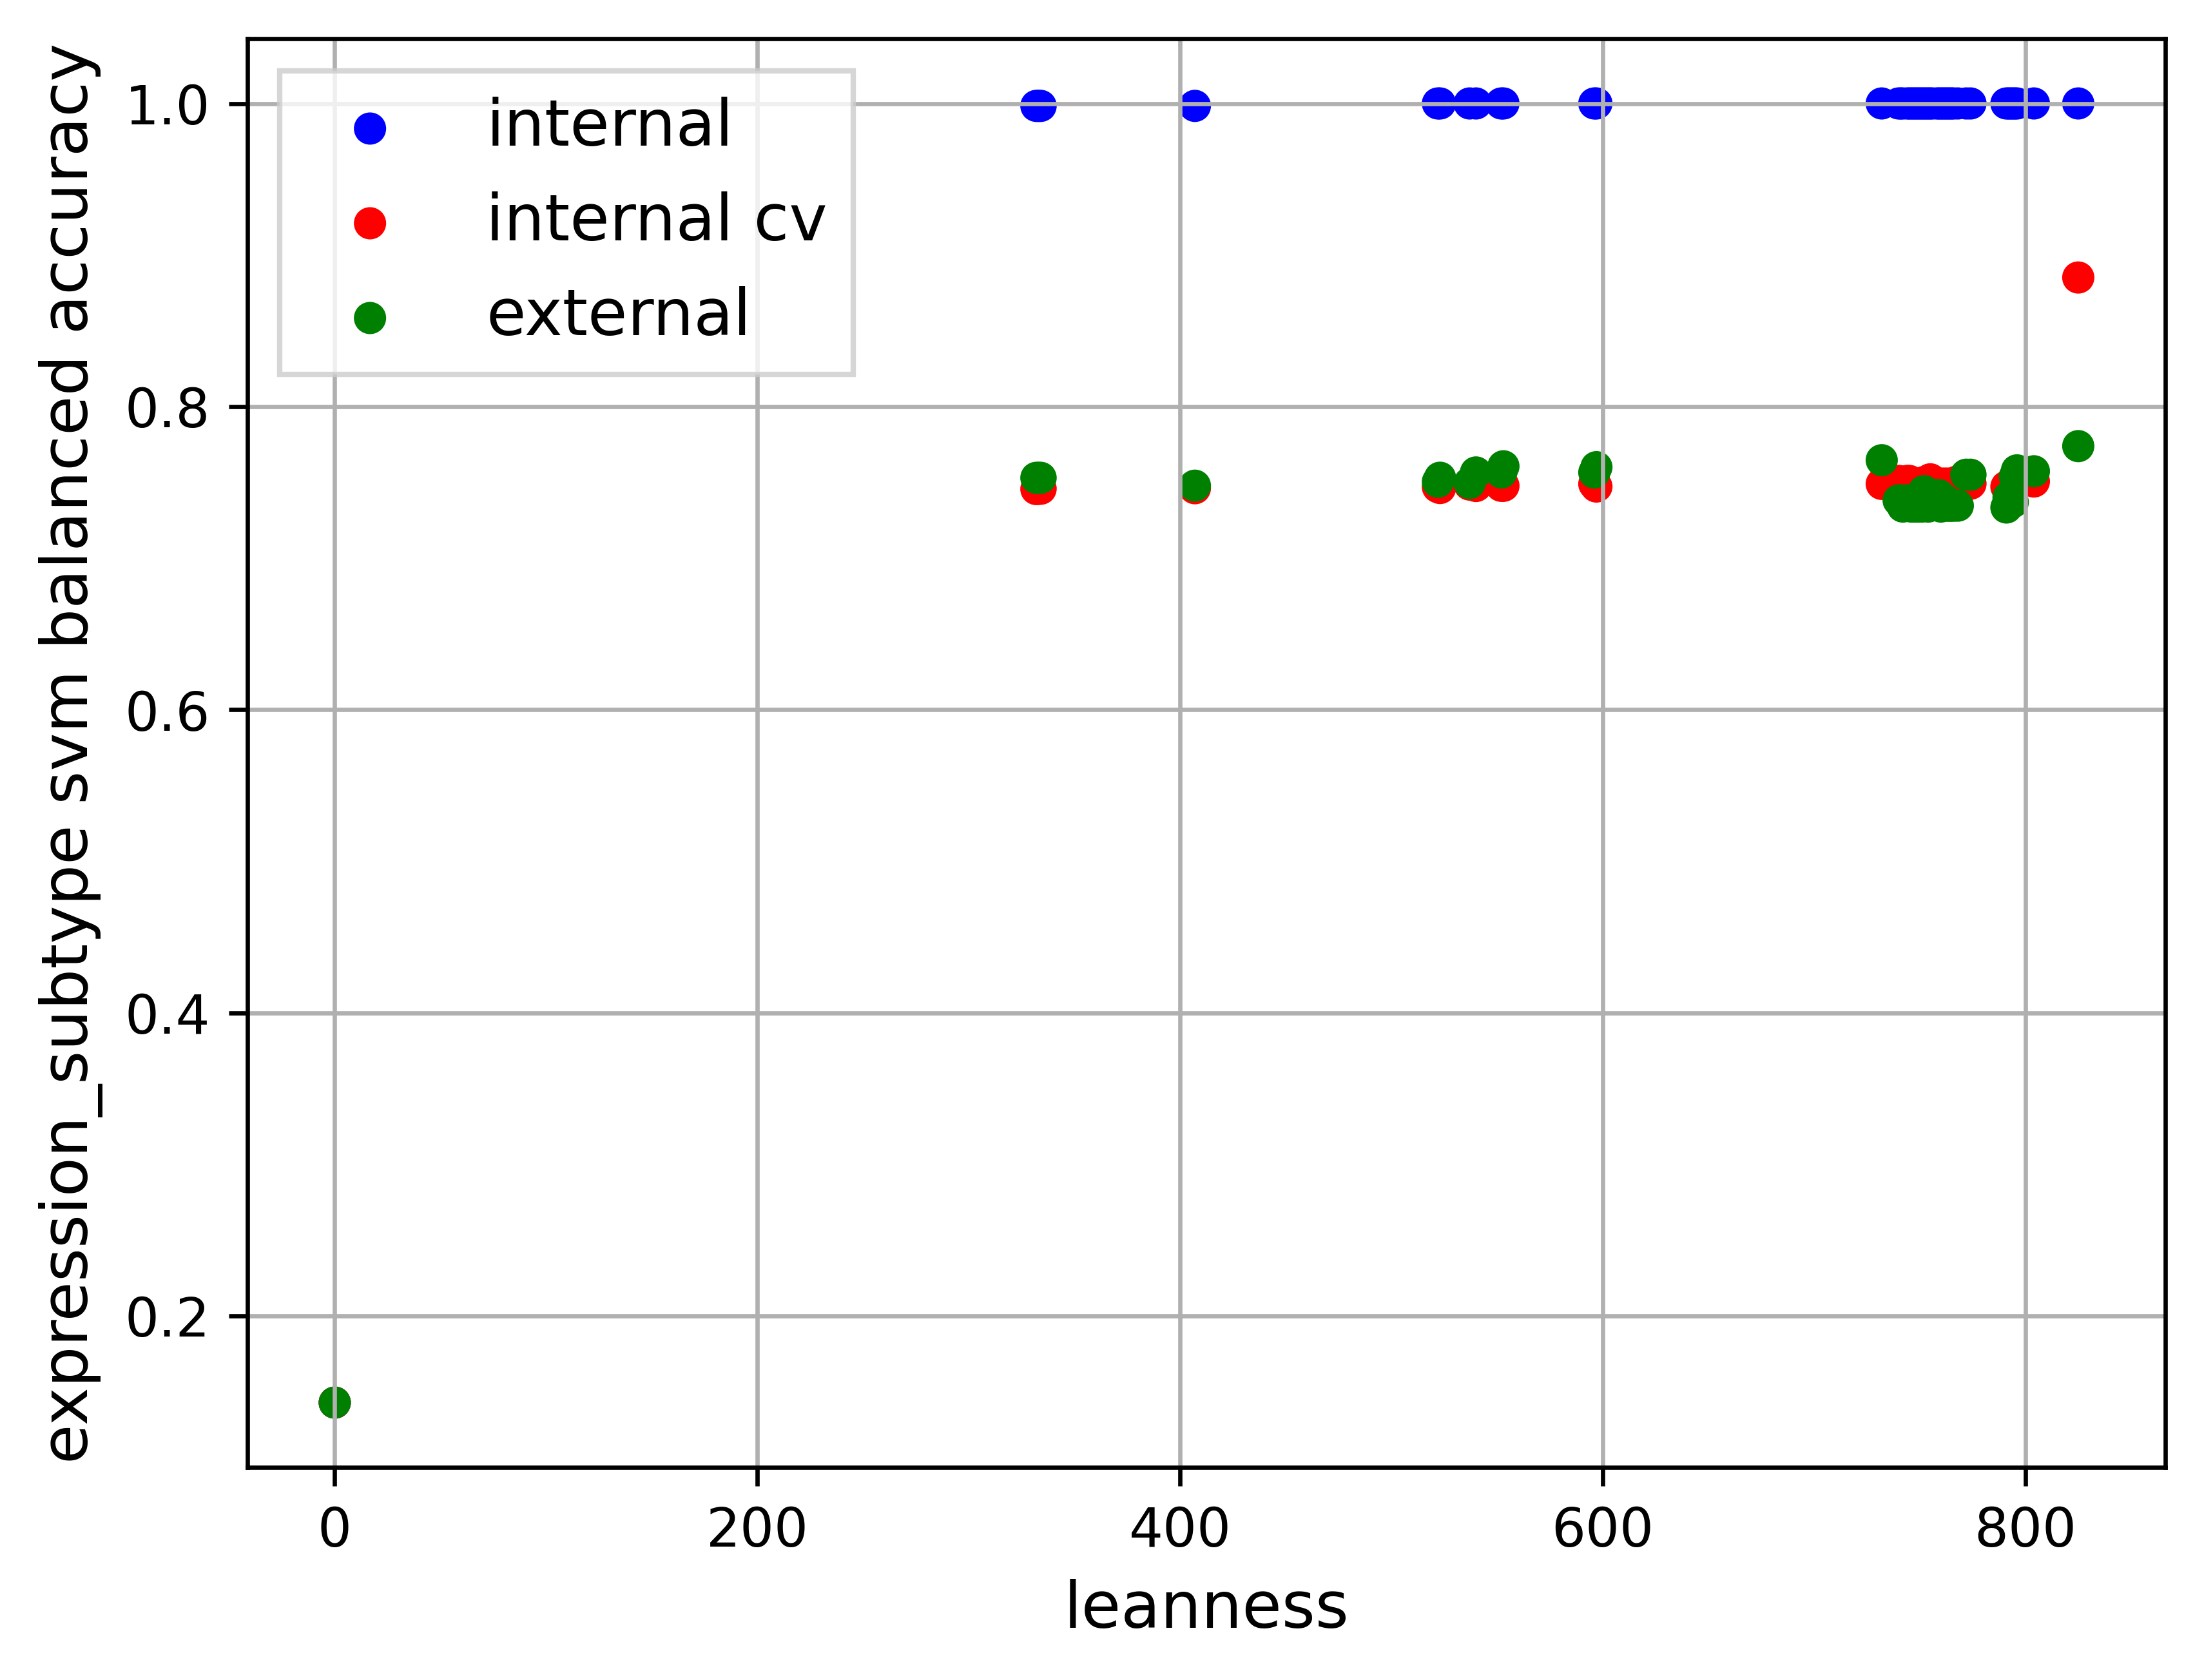 expression_subtype svm balanced accuracy
1.0
0.8
0.6
0.4
0.2
internal
internal cv
external
0 200 400 600 800
leanness